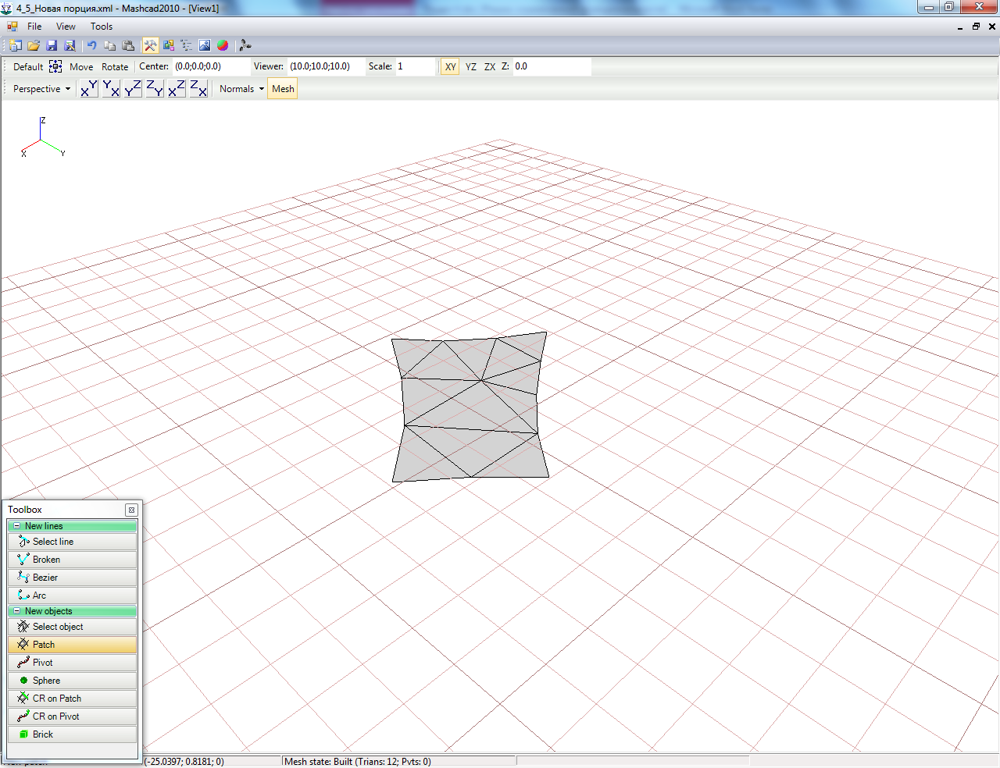 4_5_Новая порция.xml - Mashcad2010 - [View1]
File View Tools
Default Move Rotate Center: (0.0;0.0;0.0) Viewer: (10.0;10.0;10.0) Scale: 1 XY YZ ZX Z: 0.0
Perspective XY YX YZ ZY XZ ZX Normals Mesh
Z
X Y
Toolbox
New lines
Select line
Broken
Bezier
Arc
New objects
Select object
Patch
Pivot
Sphere
CR on Patch
CR on Pivot
Brick
(-25.0397; 0.8181; 0) Mesh state: Built (Trians: 12; Pvts: 0)